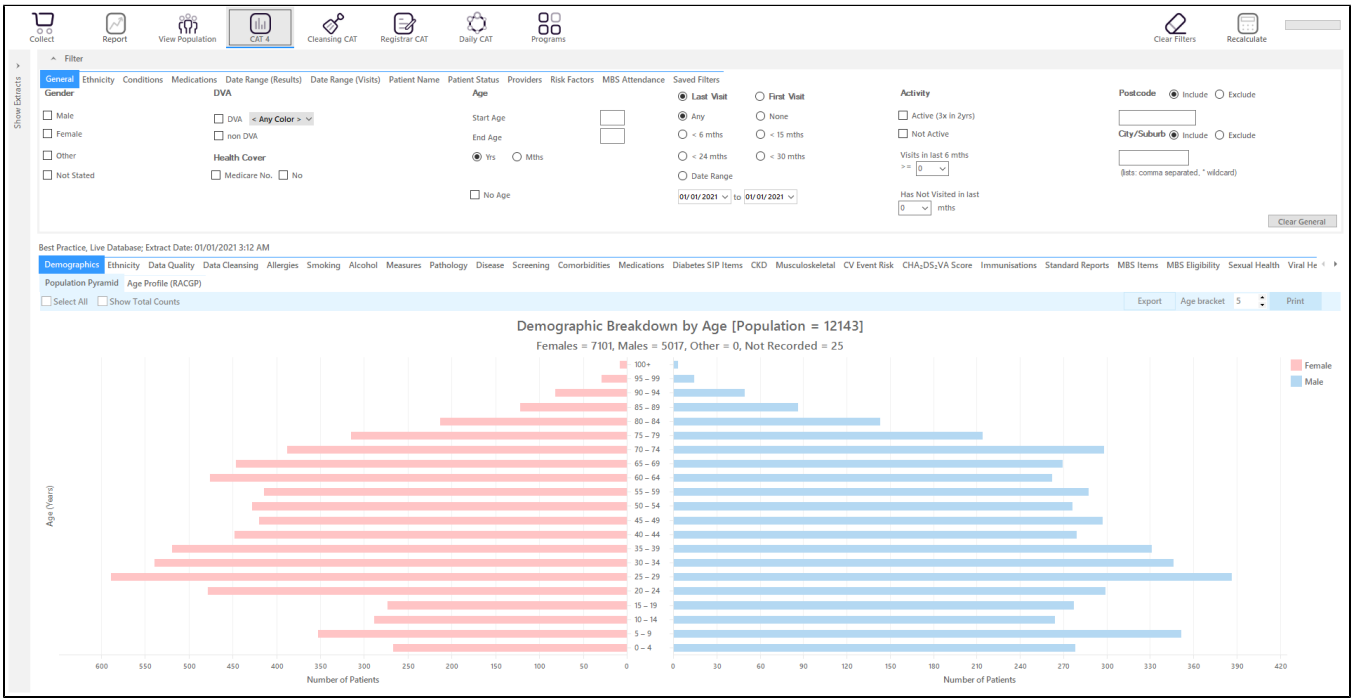 Collect Report View Population CAT 4 Cleansing CAT Registrar CAT Daily CAT Programs Clear Filters Recalculate
Filter
Show Extracts
General Ethnicity Conditions Medications Date Range (Results) Date Range (Visits) Patient Name Patient Status Providers Risk Factors MBS Attendance Saved Filters
Gender
Male
Female
Other
Not Stated
DVA
DVA < Any Color >
non DVA
Health Cover
Medicare No. No
Age
Start Age
End Age
Yrs Mths
No Age
Last Visit First Visit
Any None
< 6 mths < 15 mths
< 24 mths < 30 mths
Date Range
01/01/2021 to 01/01/2021
Activity
Active (3x in 2yrs)
Not Active
Visits in last 6 mths
>= 0
Has Not Visited in last
0 mths
Postcode Include Exclude
City/Suburb Include Exclude
(lists: comma separated, * wildcard)
Clear General
Best Practice, Live Database; Extract Date: 01/01/2021 3:12 AM
Demographics Ethnicity Data Quality Data Cleansing Allergies Smoking Alcohol Measures Pathology Disease Screening Comorbidities Medications Diabetes SIP Items CKD Musculoskeletal CV Event Risk CHA₂DS₂VA Score Immunisations Standard Reports MBS Items MBS Eligibility Sexual Health Viral He
Population Pyramid Age Profile (RACGP)
Select All Show Total Counts Export Age bracket 5 Print
Demographic Breakdown by Age [Population = 12143]
Females = 7101, Males = 5017, Other = 0, Not Recorded = 25
Female
Male
Age (Years)
100+
95 – 99
90 – 94
85 – 89
80 – 84
75 – 79
70 – 74
65 – 69
60 – 64
55 – 59
50 – 54
45 – 49
40 – 44
35 – 39
30 – 34
25 – 29
20 – 24
15 – 19
10 – 14
5 – 9
0 – 4
600 550 500 450 400 350 300 250 200 150 100 50 0 0 30 60 90 120 150 180 210 240 270 300 330 360 390 420
Number of Patients Number of Patients